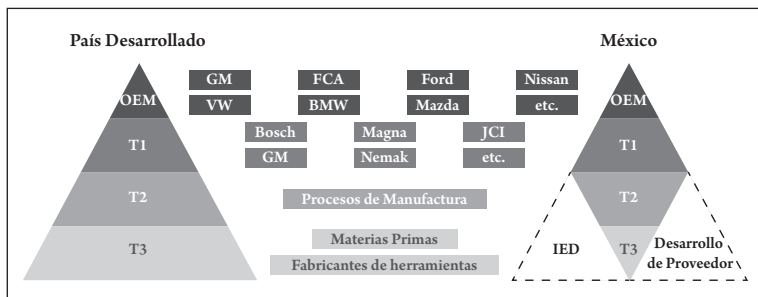 País Desarrollado
México
OEM
GM
FCA
Ford
Nissan
OEM
VW
BMW
Mazda
etc.
T1
Bosch
Magna
JCI
T1
GM
Nemak
etc.
T2
Procesos de Manufactura
T2
T3
Materias Primas
IED
T3
Desarrollo
de Proveedor
Fabricantes de herramientas